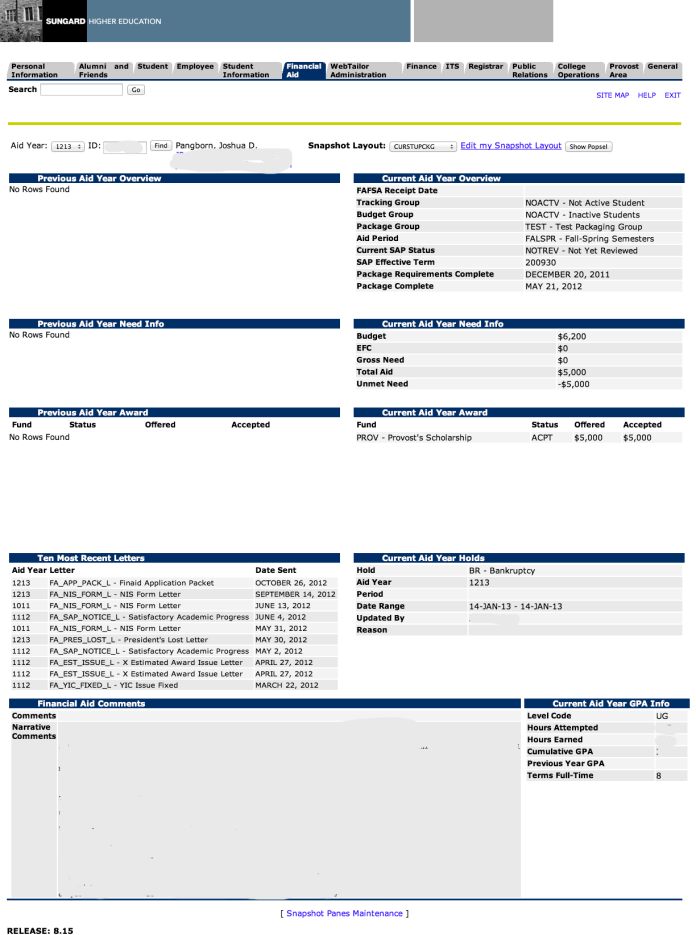 SUNGARD HIGHER EDUCATION
Personal Information Alumni and Friends Student Employee Student Information Financial Aid WebTailor Administration Finance ITS Registrar Public Relations College Operations Provost Area General
Search Go
SITE MAP HELP EXIT
Aid Year: 1213 ID: Find Pangborn, Joshua D. Snapshot Layout: CURSTUPCKG Edit my Snapshot Layout Show Popsel
Previous Aid Year Overview
No Rows Found
Current Aid Year Overview
FAFSA Receipt Date
Tracking Group NOACTV - Not Active Student
Budget Group NOACTV - Inactive Students
Package Group TEST - Test Packaging Group
Aid Period FALSPR - Fall-Spring Semesters
Current SAP Status NOTREV - Not Yet Reviewed
SAP Effective Term 200930
Package Requirements Complete DECEMBER 20, 2011
Package Complete MAY 21, 2012
Previous Aid Year Need Info
No Rows Found
Current Aid Year Need Info
Budget $6,200
EFC $0
Gross Need $0
Total Aid $5,000
Unmet Need -$5,000
Previous Aid Year Award
Fund Status Offered Accepted
No Rows Found
Current Aid Year Award
Fund Status Offered Accepted
PROV - Provost's Scholarship ACPT $5,000 $5,000
Ten Most Recent Letters
Aid Year Letter Date Sent
1213 FA_APP_PACK_L - Finaid Application Packet OCTOBER 26, 2012
1213 FA_NIS_FORM_L - NIS Form Letter SEPTEMBER 14, 2012
1011 FA_NIS_FORM_L - NIS Form Letter JUNE 13, 2012
1112 FA_SAP_NOTICE_L - Satisfactory Academic Progress JUNE 4, 2012
1011 FA_NIS_FORM_L - NIS Form Letter MAY 31, 2012
1213 FA_PRES_LOST_L - President's Lost Letter MAY 30, 2012
1112 FA_SAP_NOTICE_L - Satisfactory Academic Progress MAY 2, 2012
1112 FA_EST_ISSUE_L - X Estimated Award Issue Letter APRIL 27, 2012
1112 FA_EST_ISSUE_L - X Estimated Award Issue Letter APRIL 27, 2012
1112 FA_YIC_FIXED_L - YIC Issue Fixed MARCH 22, 2012
Current Aid Year Holds
Hold BR - Bankruptcy
Aid Year 1213
Period
Date Range 14-JAN-13 - 14-JAN-13
Updated By
Reason
Financial Aid Comments
Comments
Narrative Comments
Current Aid Year GPA Info
Level Code UG
Hours Attempted
Hours Earned
Cumulative GPA
Previous Year GPA
Terms Full-Time 8
[ Snapshot Panes Maintenance ]
RELEASE: 8.15